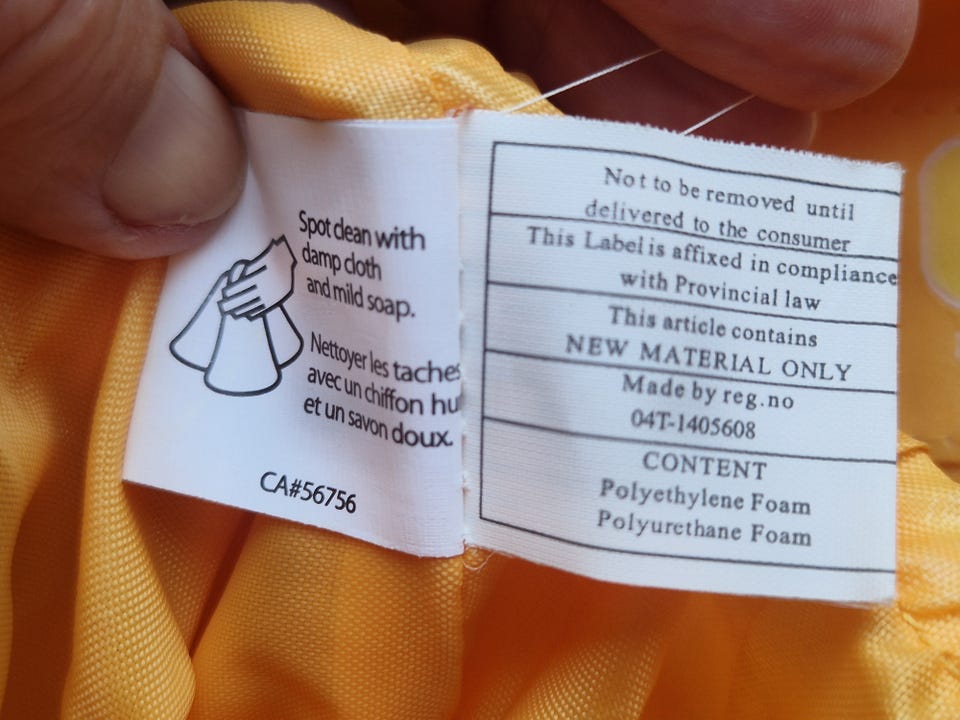 Spot clean with
damp cloth
and mild soap.
Nettoyer les taches
avec un chiffon hu
et un savon doux.
CA#56756
Not to be removed until
delivered to the consumer
This Label is affixed in compliance
with Provincial law
This article contains
NEW MATERIAL ONLY
Made by reg.no
04T-1405608
CONTENT
Polyethylene Foam
Polyurethane Foam